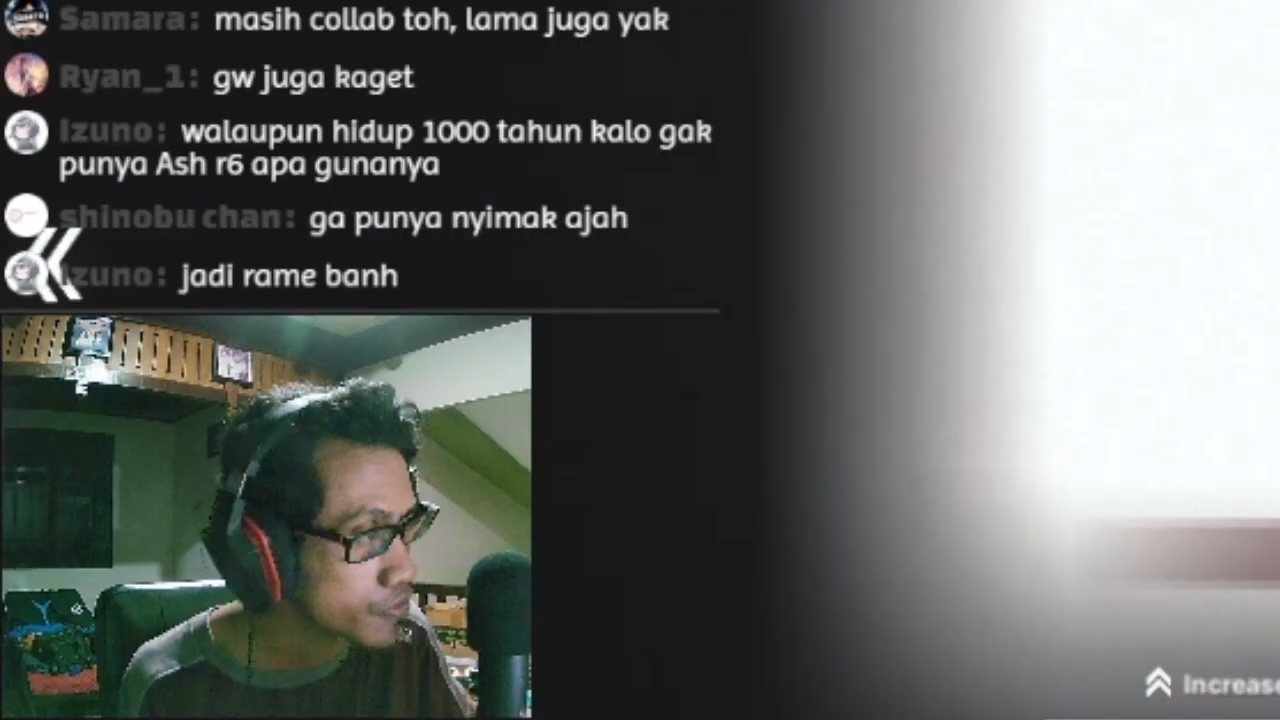 Samara: masih collab toh, lama juga yak
Ryan_1: gw juga kaget
Izuno: walaupun hidup 1000 tahun kalo gak
punya Ash r6 apa gunanya
shinobu chan: ga punya nyimak ajah
Izuno: jadi rame banh
Increase